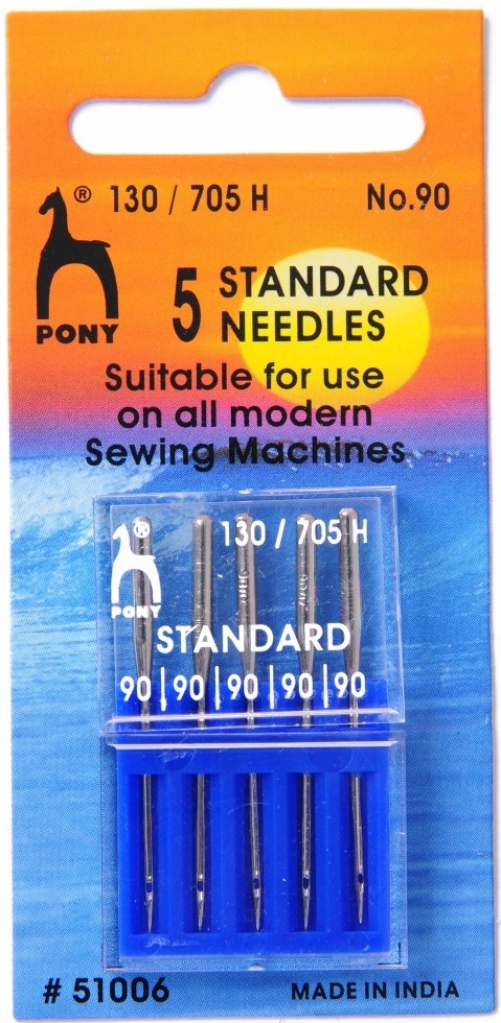 ® 130 / 705 H No.90
PONY
5 STANDARD
NEEDLES
Suitable for use
on all modern
Sewing Machines
130 / 705 H
PONY
STANDARD
90 | 90 | 90 | 90 | 90
# 51006 MADE IN INDIA